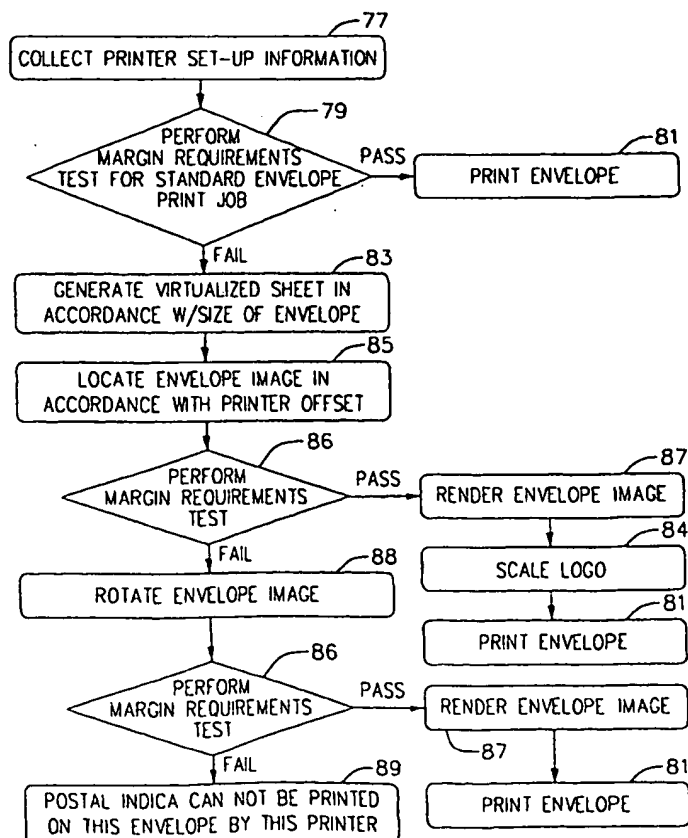 77
COLLECT PRINTER SET-UP INFORMATION
79
PERFORM
MARGIN REQUIREMENTS
TEST FOR STANDARD ENVELOPE
PRINT JOB
PASS
81
PRINT ENVELOPE
FAIL
83
GENERATE VIRTUALIZED SHEET IN
ACCORDANCE W/SIZE OF ENVELOPE
85
LOCATE ENVELOPE IMAGE IN
ACCORDANCE WITH PRINTER OFFSET
86
PERFORM
MARGIN REQUIREMENTS
TEST
PASS
87
RENDER ENVELOPE IMAGE
84
SCALE LOGO
81
PRINT ENVELOPE
FAIL
88
ROTATE ENVELOPE IMAGE
86
PERFORM
MARGIN REQUIREMENTS
TEST
PASS
RENDER ENVELOPE IMAGE
87
81
PRINT ENVELOPE
FAIL
89
POSTAL INDICA CAN NOT BE PRINTED
ON THIS ENVELOPE BY THIS PRINTER